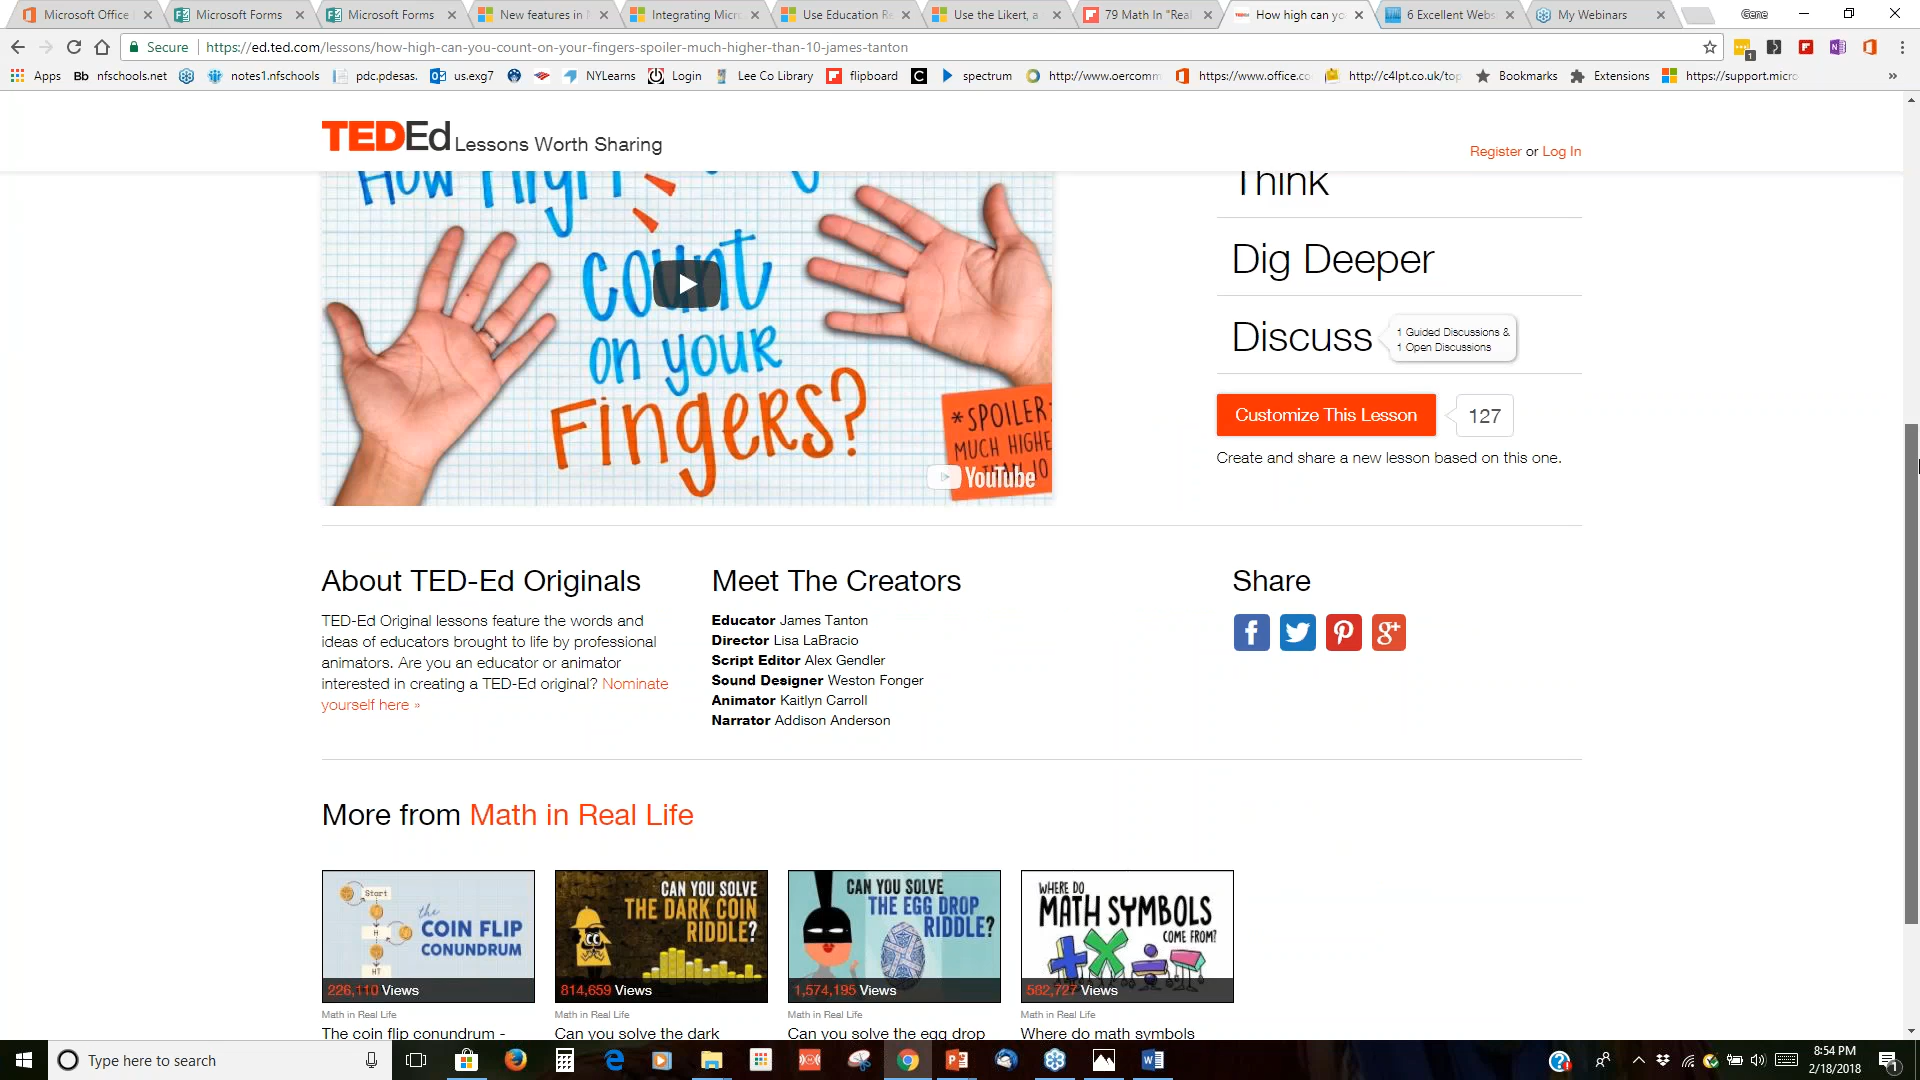 Microsoft Office
Microsoft Forms
Microsoft Forms
New features in
Integrating Micro
Use Education Re
Use the Likert, a
79 Math In "Real
How high can yo
6 Excellent Webs
My Webinars
Gene
Secure
https://ed.ted.com/lessons/how-high-can-you-count-on-your-fingers-spoiler-much-higher-than-10-james-tanton
1
Apps
Bb nfschools.net
notes1.nfschools
pdc.pdesas.
us.exg7
NYLearns
Login
Lee Co Library
flipboard
C
spectrum
http://www.oercomm
https://www.office.co
http://c4lpt.co.uk/top
Bookmarks
Extensions
https://support.micro
»
TEDEd Lessons Worth Sharing
Register or Log In
COUNT
on your
Fingers?
*SPOILER:
MUCH HIGHE
YouTube
Think
Dig Deeper
Discuss
1 Guided Discussions &
1 Open Discussions
Customize This Lesson
127
Create and share a new lesson based on this one.
About TED-Ed Originals
TED-Ed Original lessons feature the words and
ideas of educators brought to life by professional
animators. Are you an educator or animator
interested in creating a TED-Ed original? Nominate
yourself here »
Meet The Creators
Educator James Tanton
Director Lisa LaBracio
Script Editor Alex Gendler
Sound Designer Weston Fonger
Animator Kaitlyn Carroll
Narrator Addison Anderson
Share
More from Math in Real Life
Start
H
HT
the
COIN FLIP
CONUNDRUM
226,110 Views
Math in Real Life
The coin flip conundrum -
CAN YOU SOLVE
THE DARK COIN
RIDDLE?
814,659 Views
Math in Real Life
Can you solve the dark
CAN YOU SOLVE
THE EGG DROP
RIDDLE?
1,574,195 Views
Math in Real Life
Can you solve the egg drop
WHERE DO
MATH SYMBOLS
COME FROM?
582,727 Views
Math in Real Life
Where do math symbols
Type here to search
8:54 PM
2/18/2018
1